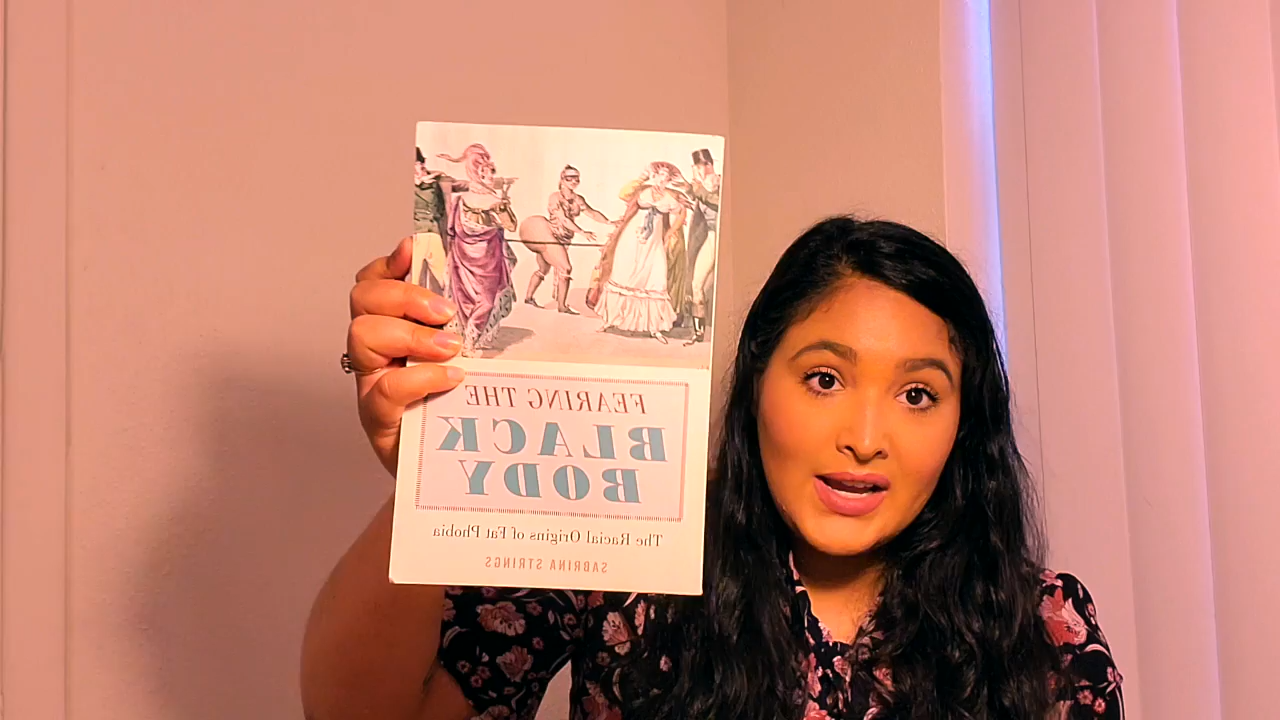 FEARING THE
BLACK
BODY
The Racial Origins of Fat Phobia
SABRINA STRINGS